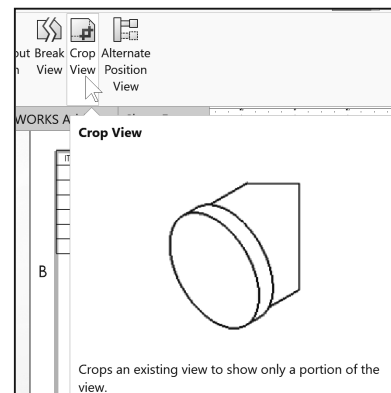 out Break Crop Alternate
n View View Position
View
WORKS A
Crop View
IT
B
Crops an existing view to show only a portion of the
view.